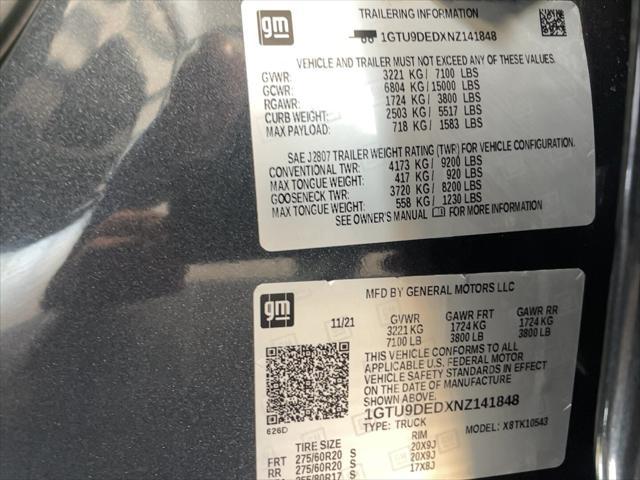 gm
TRAILERING INFORMATION
1GTU9DEDXNZ141848
VEHICLE AND TRAILER MUST NOT EXCEED ANY OF THESE VALUES.
GVWR: 3221 KG / 7100 LBS
GCWR: 6804 KG / 15000 LBS
RGAWR: 1724 KG / 3800 LBS
CURB WEIGHT: 2503 KG / 5517 LBS
MAX PAYLOAD: 718 KG / 1583 LBS
SAE J2807 TRAILER WEIGHT RATING (TWR) FOR VEHICLE CONFIGURATION.
CONVENTIONAL TWR: 4173 KG / 9200 LBS
MAX TONGUE WEIGHT: 417 KG / 920 LBS
GOOSENECK TWR: 3720 KG / 8200 LBS
MAX TONGUE WEIGHT: 558 KG / 1230 LBS
SEE OWNER'S MANUAL FOR MORE INFORMATION
gm
MFD BY GENERAL MOTORS LLC
11/21 GVWR GAWR FRT GAWR RR
3221 KG 1724 KG 1724 KG
7100 LB 3800 LB 3800 LB
THIS VEHICLE CONFORMS TO ALL
APPLICABLE U.S. FEDERAL MOTOR
VEHICLE SAFETY STANDARDS IN EFFECT
ON THE DATE OF MANUFACTURE
SHOWN ABOVE.
1GTU9DEDXNZ141848
626D TYPE: TRUCK MODEL: X8TK10543
TIRE SIZE RIM
FRT 275/60R20 S 20X9J
RR 275/60R20 S 20X9J
255/80R17 S 17X8J